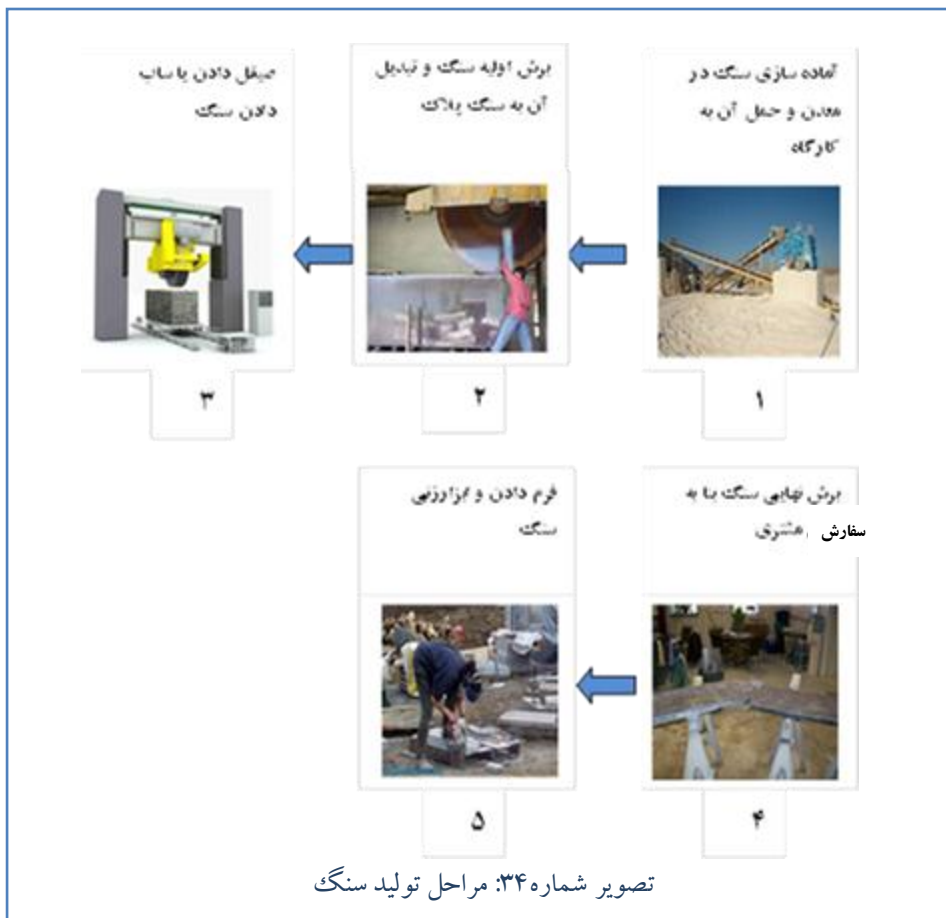 آماده سازی سنگ در
معدن و حمل آن به
کارگاه
۱
برش اولیه سنگ و تبدیل
آن به سنگ پلاک
۲
صیقل دادن یا ساب
دادن سنگ
۳
برش نهایی سنگ بنا به
سفارش مشتری
۴
فرم دادن و ابزارزنی
سنگ
۵
تصویر شماره۳۴: مراحل تولید سنگ